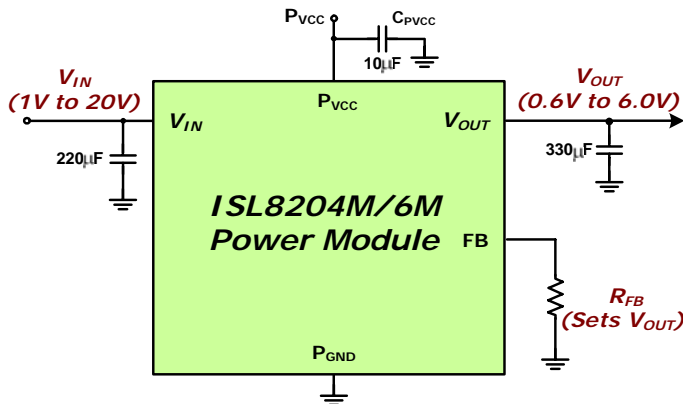 PVCC
CPVCC
10µF
VIN
(1V to 20V)
VOUT
(0.6V to 6.0V)
PVCC
VIN
VOUT
220µF
330µF
ISL8204M/6M
Power Module
FB
RFB
(Sets VOUT)
PGND